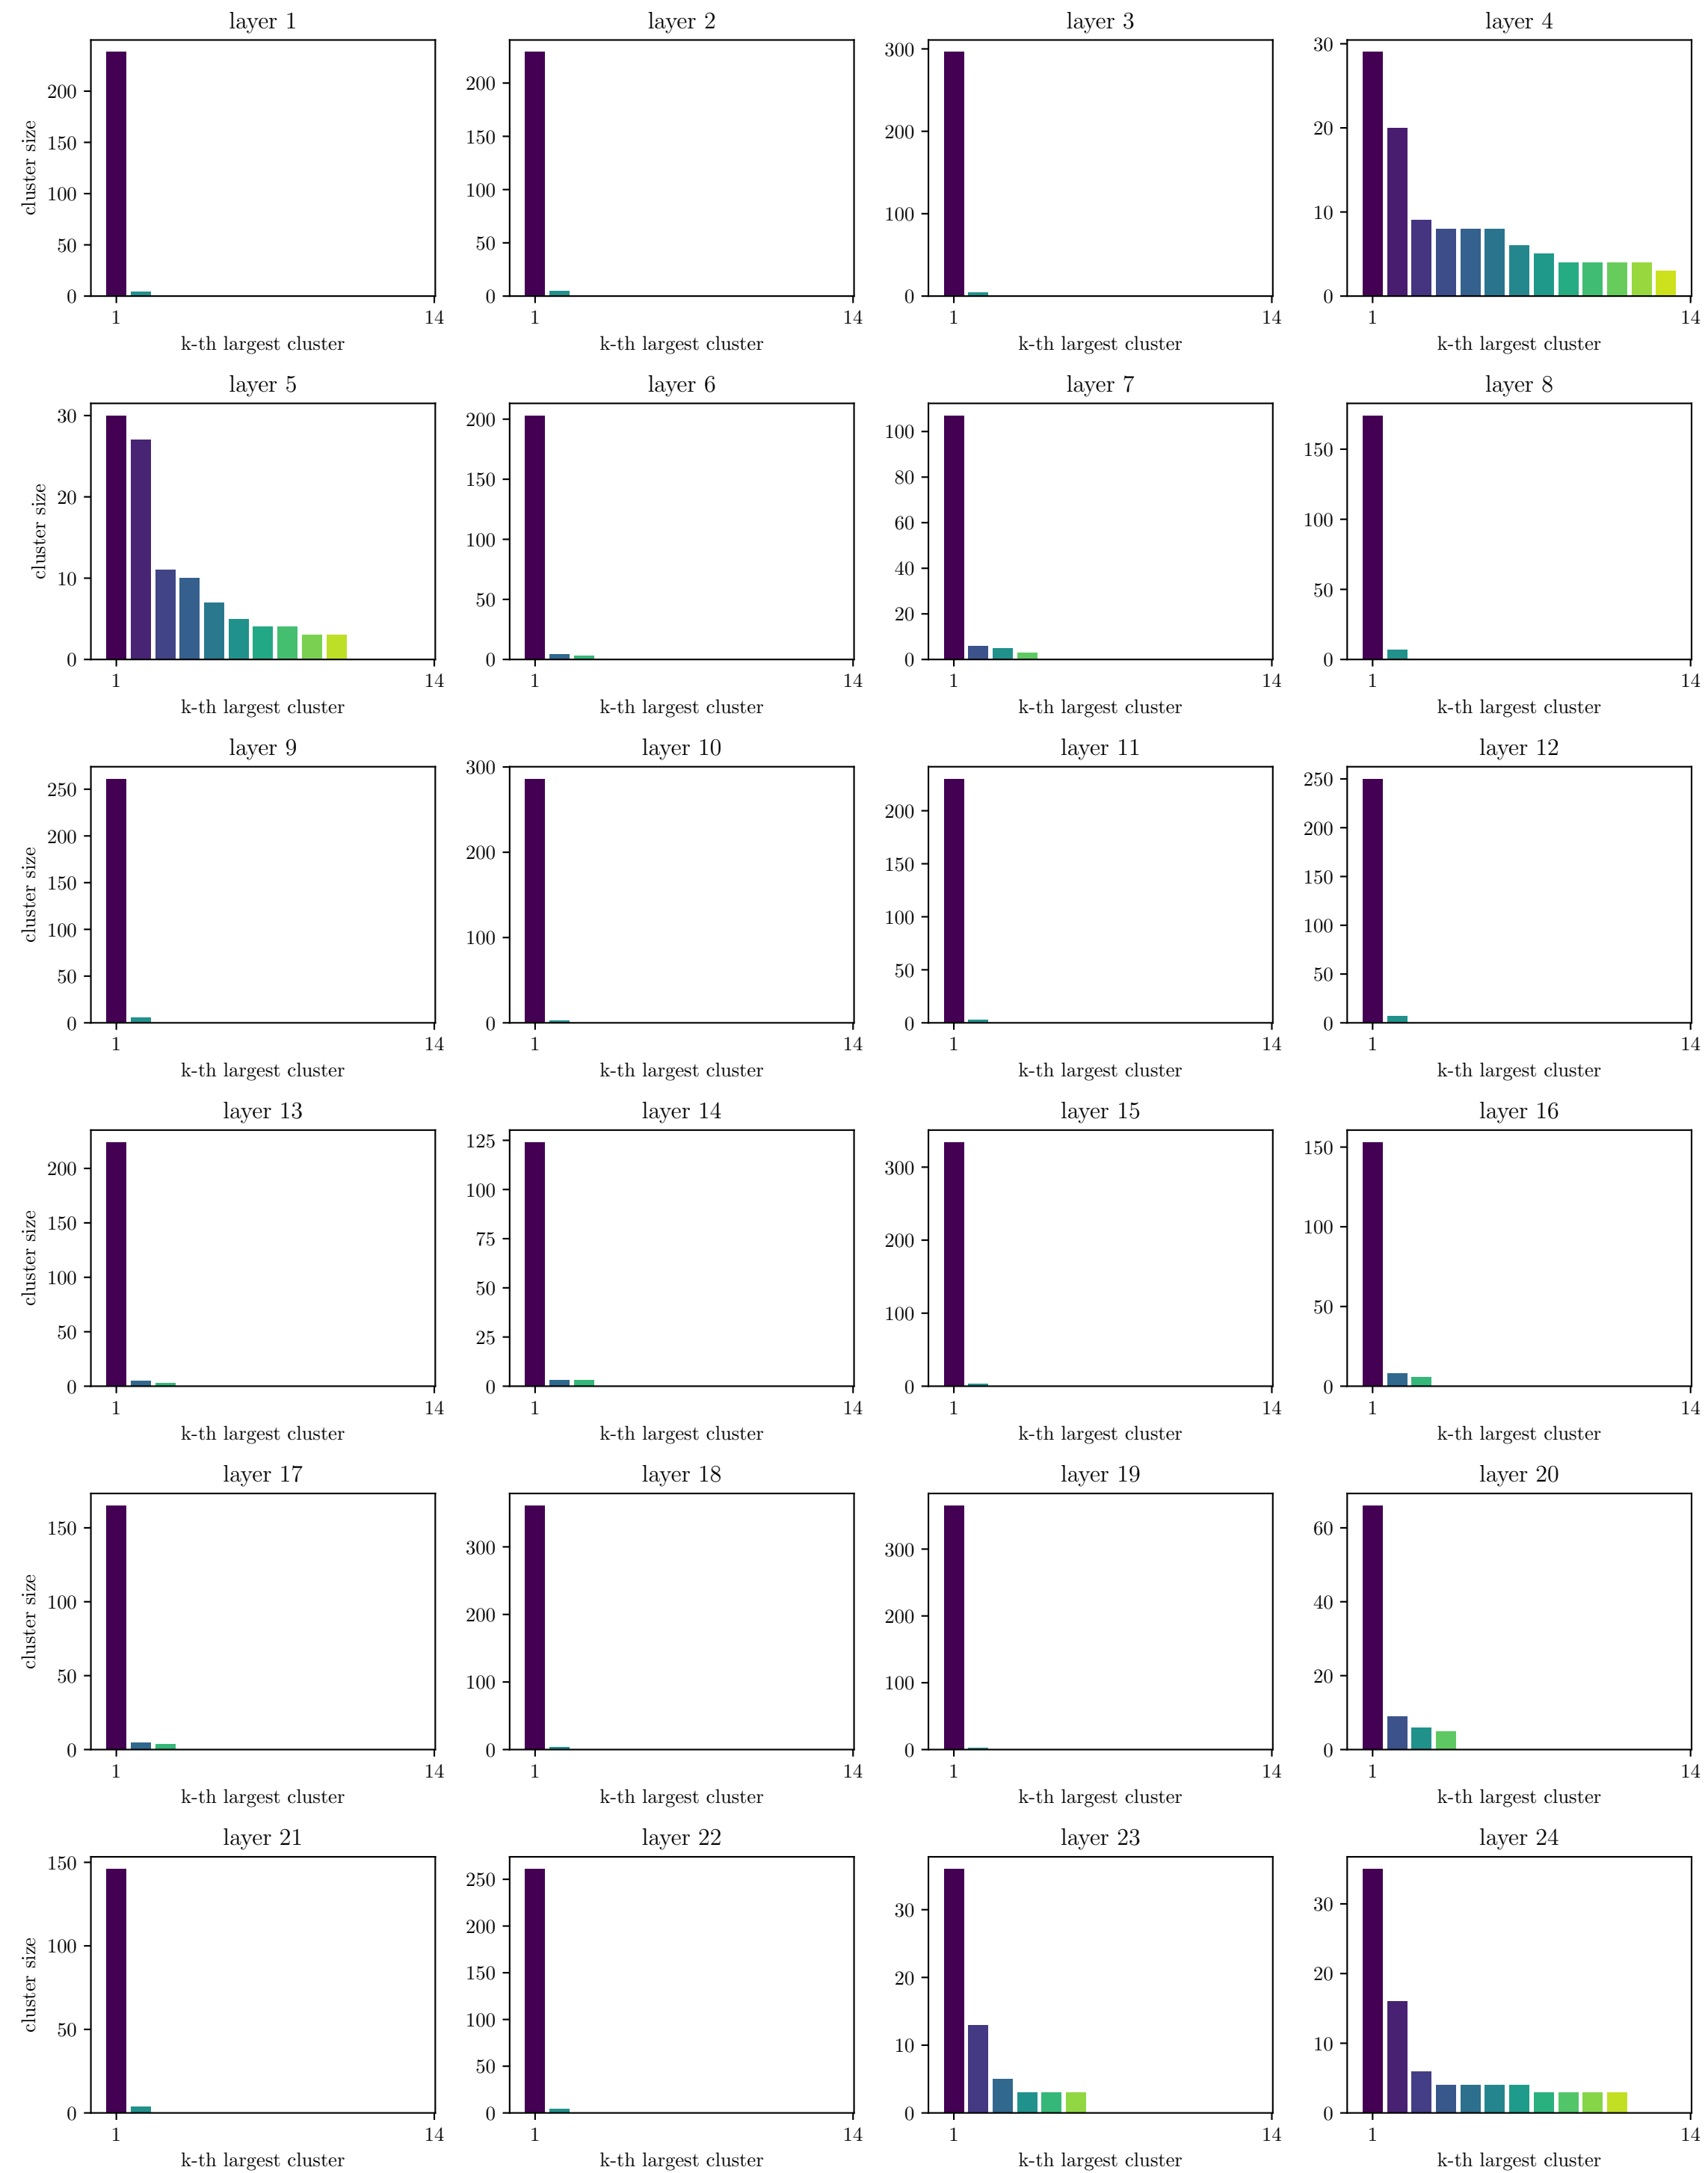 layer 1
layer 2
layer 3
layer 4
200
150
100
50
0
cluster size
1
14
k-th largest cluster
200
150
100
50
0
1
14
k-th largest cluster
300
200
100
0
1
14
k-th largest cluster
30
20
10
0
1
14
k-th largest cluster
layer 5
layer 6
layer 7
layer 8
30
20
10
0
cluster size
1
14
k-th largest cluster
200
150
100
50
0
1
14
k-th largest cluster
100
80
60
40
20
0
1
14
k-th largest cluster
150
100
50
0
1
14
k-th largest cluster
layer 9
layer 10
layer 11
layer 12
250
200
150
100
50
0
cluster size
1
14
k-th largest cluster
300
200
100
0
1
14
k-th largest cluster
200
150
100
50
0
1
14
k-th largest cluster
250
200
150
100
50
0
1
14
k-th largest cluster
layer 13
layer 14
layer 15
layer 16
200
150
100
50
0
cluster size
1
14
k-th largest cluster
125
100
75
50
25
0
1
14
k-th largest cluster
300
200
100
0
1
14
k-th largest cluster
150
100
50
0
1
14
k-th largest cluster
layer 17
layer 18
layer 19
layer 20
150
100
50
0
cluster size
1
14
k-th largest cluster
300
200
100
0
1
14
k-th largest cluster
300
200
100
0
1
14
k-th largest cluster
60
40
20
0
1
14
k-th largest cluster
layer 21
layer 22
layer 23
layer 24
150
100
50
0
cluster size
1
14
k-th largest cluster
250
200
150
100
50
0
1
14
k-th largest cluster
30
20
10
0
1
14
k-th largest cluster
30
20
10
0
1
14
k-th largest cluster